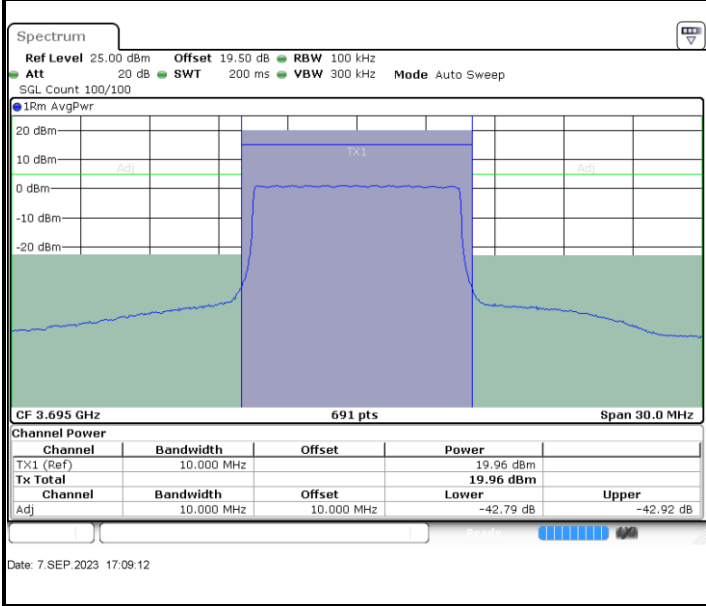 Spectrum
Ref Level 25.00 dBm Offset 19.50 dB RBW 100 kHz
Att 20 dB SWT 200 ms VBW 300 kHz Mode Auto Sweep
SGL Count 100/100
1Rm AvgPwr
20 dBm
TX1
10 dBm
Adj Adj
0 dBm
-10 dBm
-20 dBm
CF 3.695 GHz 691 pts Span 30.0 MHz
Channel Power
Channel Bandwidth Offset Power
TX1 (Ref) 10.000 MHz 19.96 dBm
Tx Total 19.96 dBm
Channel Bandwidth Offset Lower Upper
Adj 10.000 MHz 10.000 MHz -42.79 dB -42.92 dB
Ready
Date: 7.SEP.2023 17:09:12